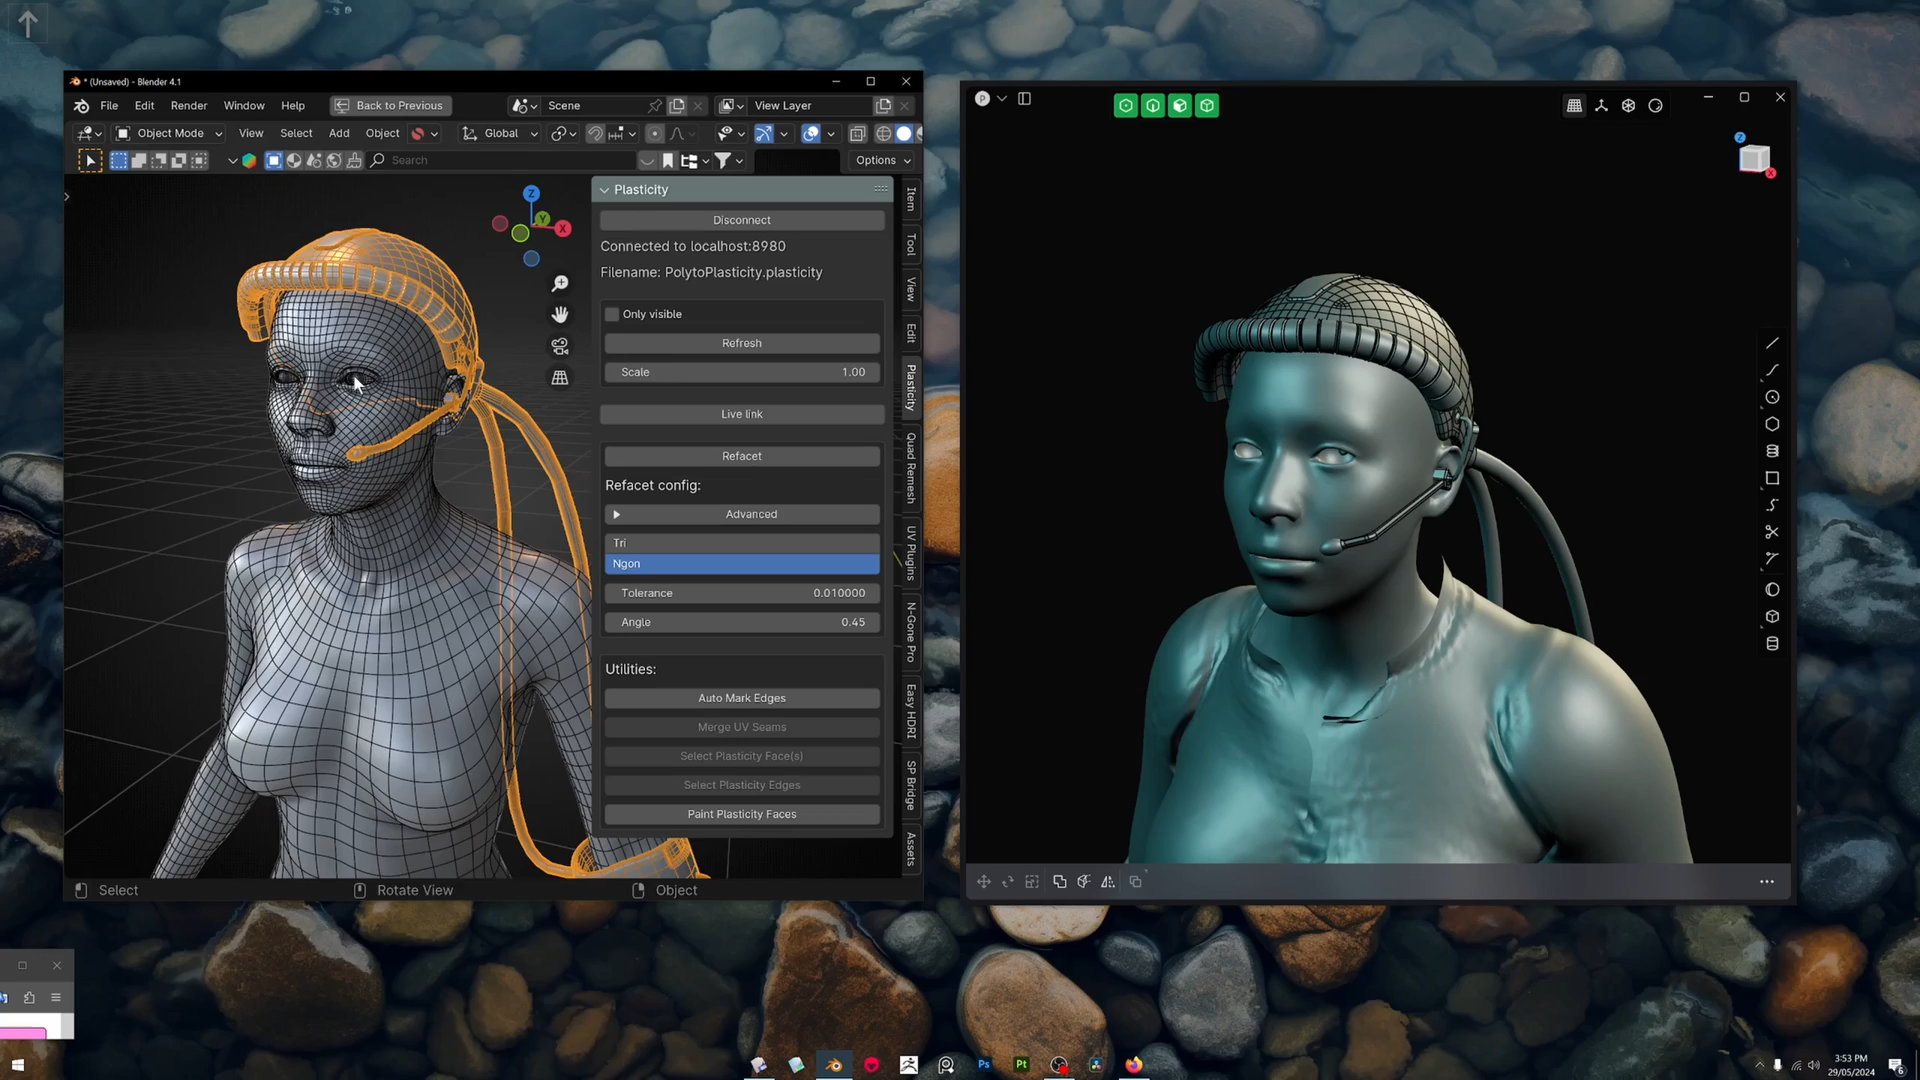 * (Unsaved) - Blender 4.1
File Edit Render Window Help Back to Previous Scene View Layer
Object Mode View Select Add Object Global
Search Options
Plasticity
Disconnect
Connected to localhost:8980
Filename: PolytoPlasticity.plasticity
Only visible
Refresh
Scale 1.00
Live link
Refacet
Refacet config:
Advanced
Tri
Ngon
Tolerance 0.010000
Angle 0.45
Utilities:
Auto Mark Edges
Merge UV Seams
Select Plasticity Face(s)
Select Plasticity Edges
Paint Plasticity Faces
Item
Tool
View
Edit
Plasticity
Quad Remesh
UV Plugins
N-Gone Pro
Easy HDRI
SP Bridge
Assets
Z
Y
X
Select Rotate View Object
P
Z
X
Ps
Pt
3:53 PM
29/05/2024
6